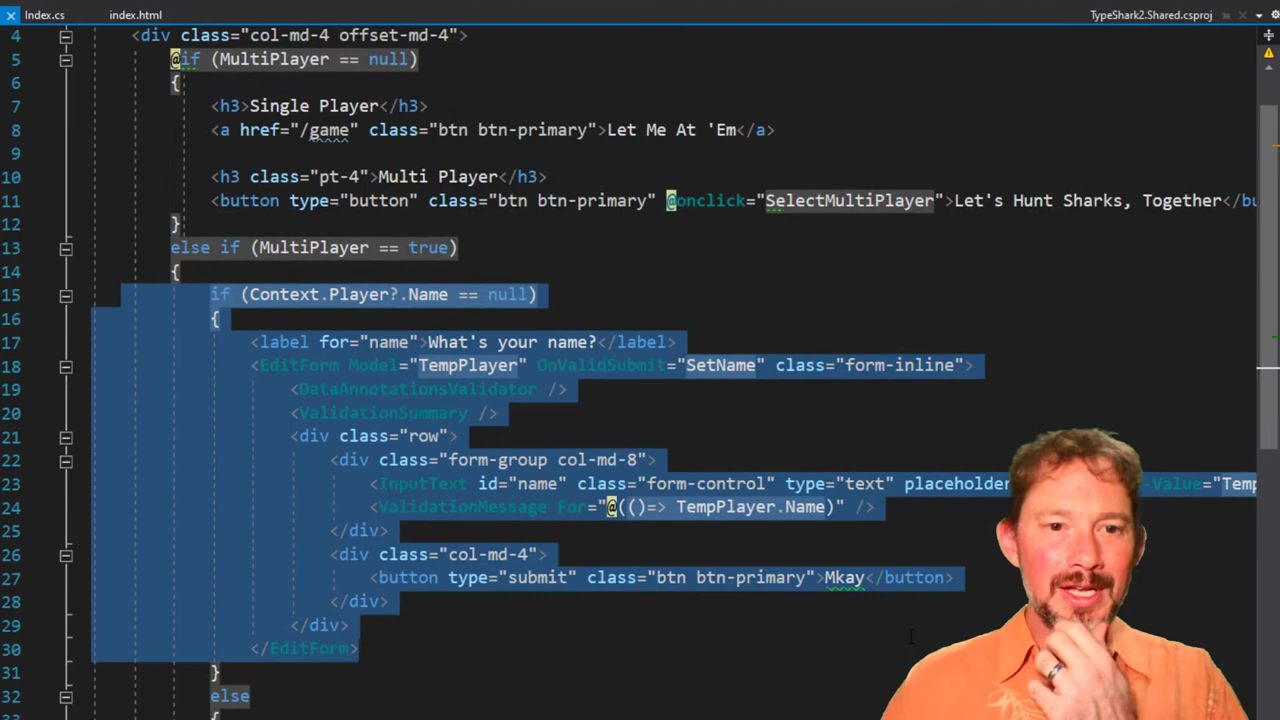 Index.cs index.html TypeShark2.Shared.csproj
4 <div class="col-md-4 offset-md-4">
5 @if (MultiPlayer == null)
6 {
7 <h3>Single Player</h3>
8 <a href="/game" class="btn btn-primary">Let Me At 'Em</a>
9
10 <h3 class="pt-4">Multi Player</h3>
11 <button type="button" class="btn btn-primary" @onclick="SelectMultiPlayer">Let's Hunt Sharks, Together</bu
12 }
13 else if (MultiPlayer == true)
14 {
15 if (Context.Player?.Name == null)
16 {
17 <label for="name">What's your name?</label>
18 <EditForm Model="TempPlayer" OnValidSubmit="SetName" class="form-inline">
19 <DataAnnotationsValidator />
20 <ValidationSummary />
21 <div class="row">
22 <div class="form-group col-md-8">
23 <InputText id="name" class="form-control" type="text" placeholder -Value="Temp
24 <ValidationMessage For="@(()=> TempPlayer.Name)" />
25 </div>
26 <div class="col-md-4">
27 <button type="submit" class="btn btn-primary">Mkay</button>
28 </div>
29 </div>
30 </EditForm>
31 }
32 else
{